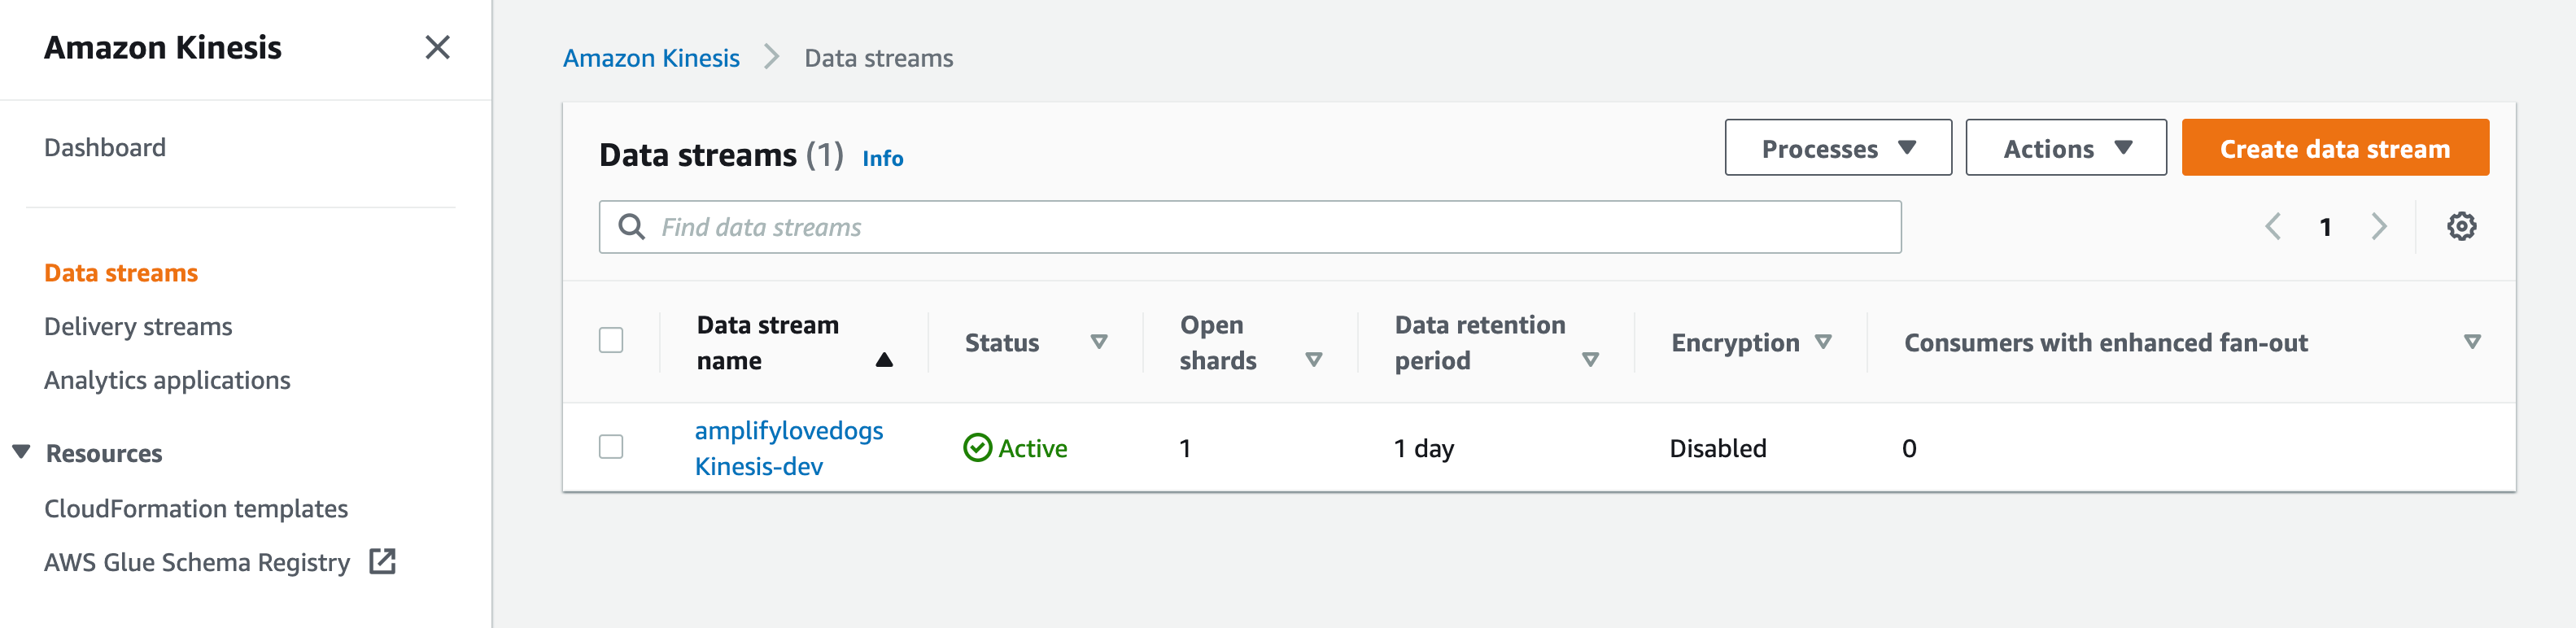 Amazon Kinesis
Dashboard
Data streams
Delivery streams
Analytics applications
Resources
CloudFormation templates
AWS Glue Schema Registry
Amazon Kinesis
Data streams
Data streams (1) Info
Processes
Actions
Create data stream
Find data streams
1
Data stream
name
Status
Open
shards
Data retention
period
Encryption
Consumers with enhanced fan-out
amplifylovedogs
Kinesis-dev
Active
1
1 day
Disabled
0